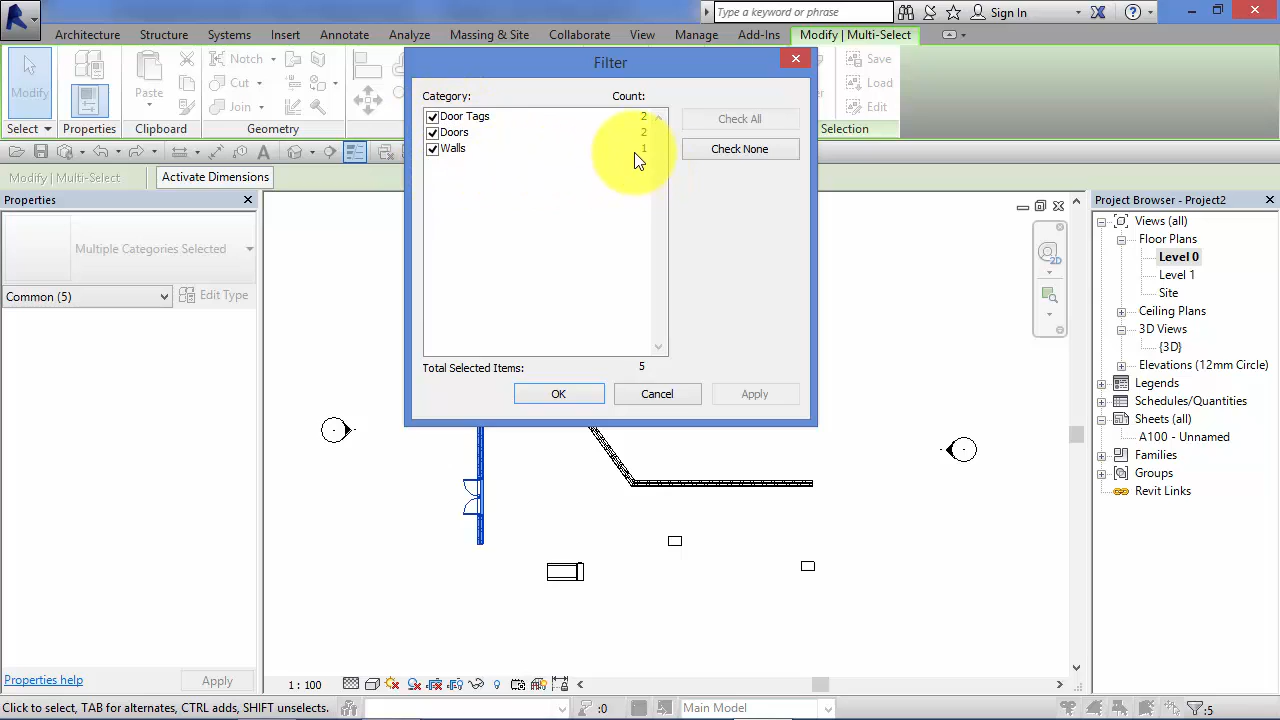 Type a keyword or phrase
Sign In
Structure
Systems
Insert
Annotate
Analyze
Massing & Site
Collaborate
View
Manage
Add-Ins
Modify | Multi-Select
Modify
Select
Properties
Paste
Clipboard
Notch
Cut
Join
Geometry
Save
Load
Edit
Selection
Filter
Category:
Count:
Door Tags
2
Doors
2
Walls
1
Check All
Check None
Total Selected Items:
5
OK
Cancel
Apply
Modify | Multi-Select
Activate Dimensions
Properties
Multiple Categories Selected
Common (5)
Edit Type
Properties help
Apply
Project Browser - Project2
Views (all)
Floor Plans
Level 0
Level 1
Site
Ceiling Plans
3D Views
{3D}
Elevations (12mm Circle)
Legends
Schedules/Quantities
Sheets (all)
A100 - Unnamed
Families
Groups
Revit Links
2D
1 : 100
Click to select, TAB for alternates, CTRL adds, SHIFT unselects.
:0
Main Model
:5